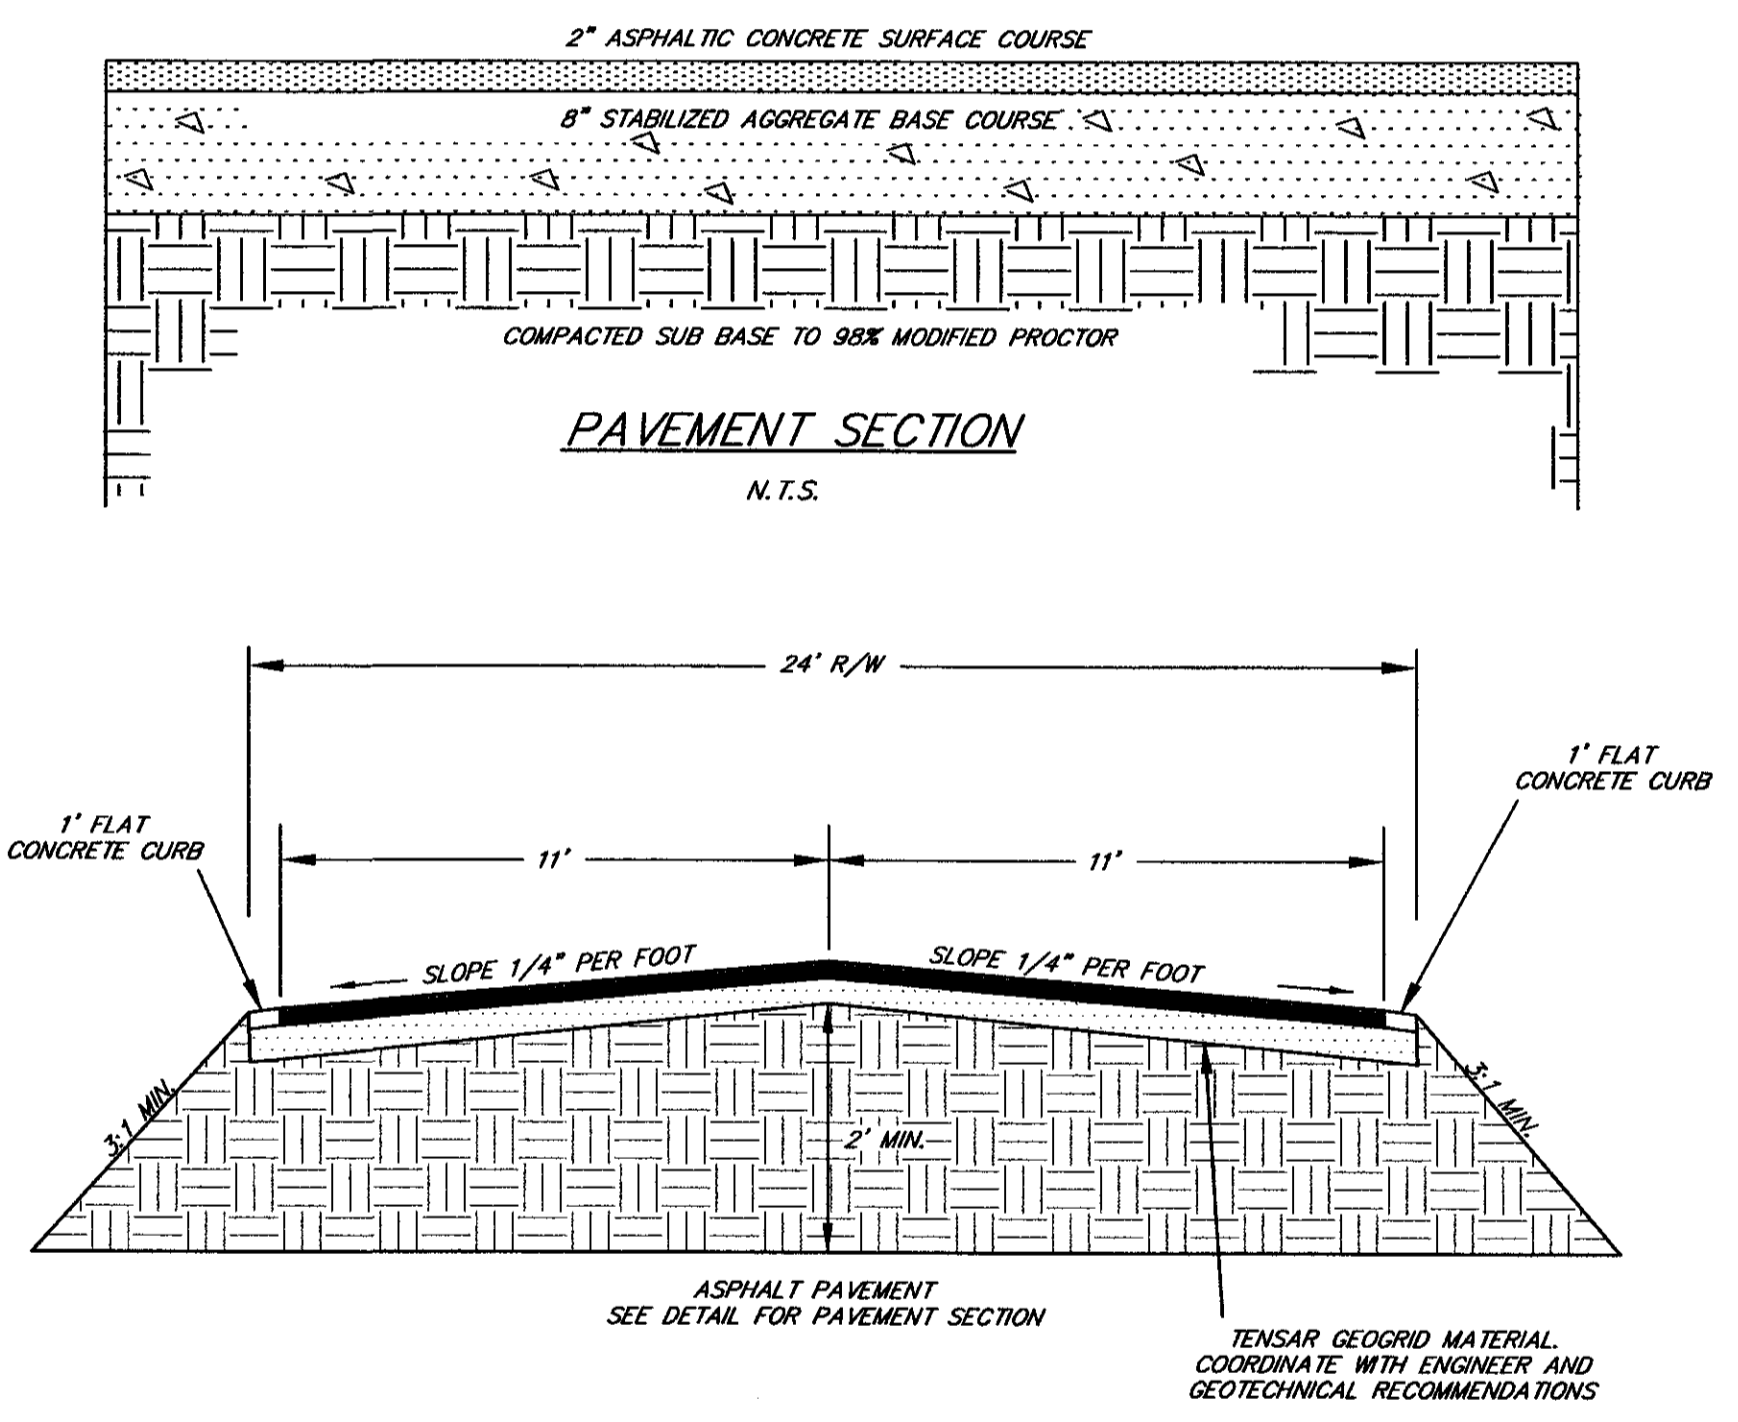 2" ASPHALTIC CONCRETE SURFACE COURSE
8" STABILIZED AGGREGATE BASE COURSE
COMPACTED SUB BASE TO 98% MODIFIED PROCTOR
PAVEMENT SECTION
N.T.S.
24' R/W
1' FLAT
CONCRETE CURB
1' FLAT
CONCRETE CURB
11'
11'
SLOPE 1/4" PER FOOT
SLOPE 1/4" PER FOOT
3:1 MIN.
3:1 MIN.
2' MIN.
ASPHALT PAVEMENT
SEE DETAIL FOR PAVEMENT SECTION
TENSAR GEOGRID MATERIAL.
COORDINATE WITH ENGINEER AND
GEOTECHNICAL RECOMMENDATIONS